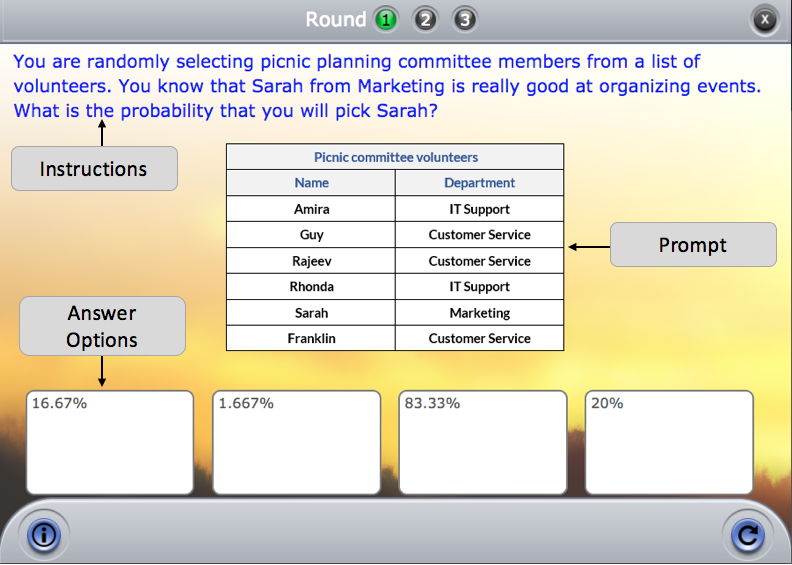 Round 1 2 3
X
You are randomly selecting picnic planning committee members from a list of
volunteers. You know that Sarah from Marketing is really good at organizing events.
What is the probability that you will pick Sarah?
Instructions
Picnic committee volunteers
Name Department
Amira IT Support
Guy Customer Service
Rajeev Customer Service
Rhonda IT Support
Sarah Marketing
Franklin Customer Service
Prompt
Answer
Options
16.67% 1.667% 83.33% 20%
i